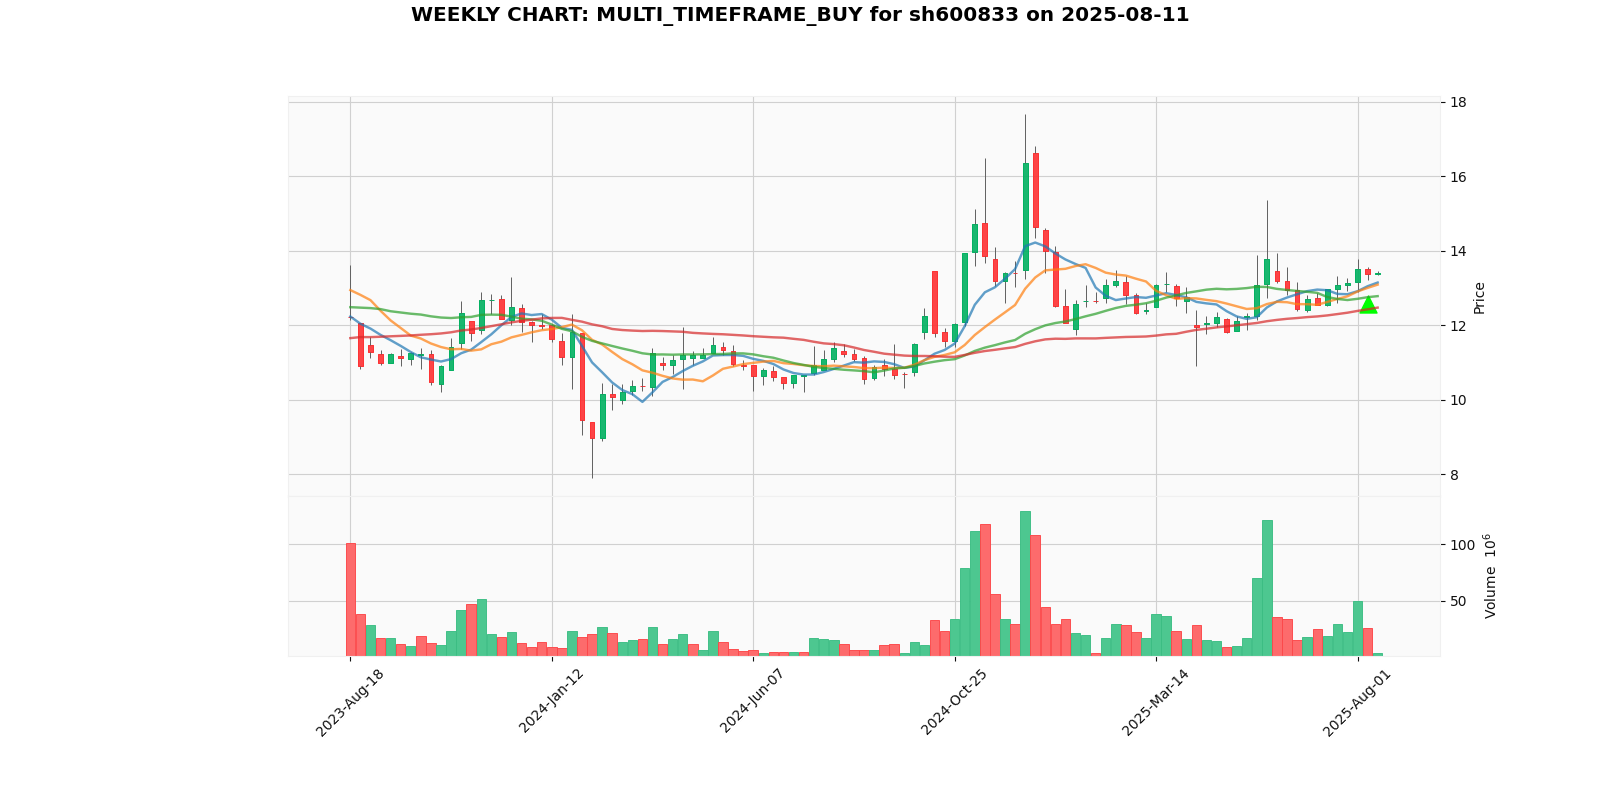 WEEKLY CHART: MULTI_TIMEFRAME_BUY for sh600833 on 2025-08-11
18
16
14
12
10
8
Price
100
50
Volume 10^6
2023-Aug-18
2024-Jan-12
2024-Jun-07
2024-Oct-25
2025-Mar-14
2025-Aug-01